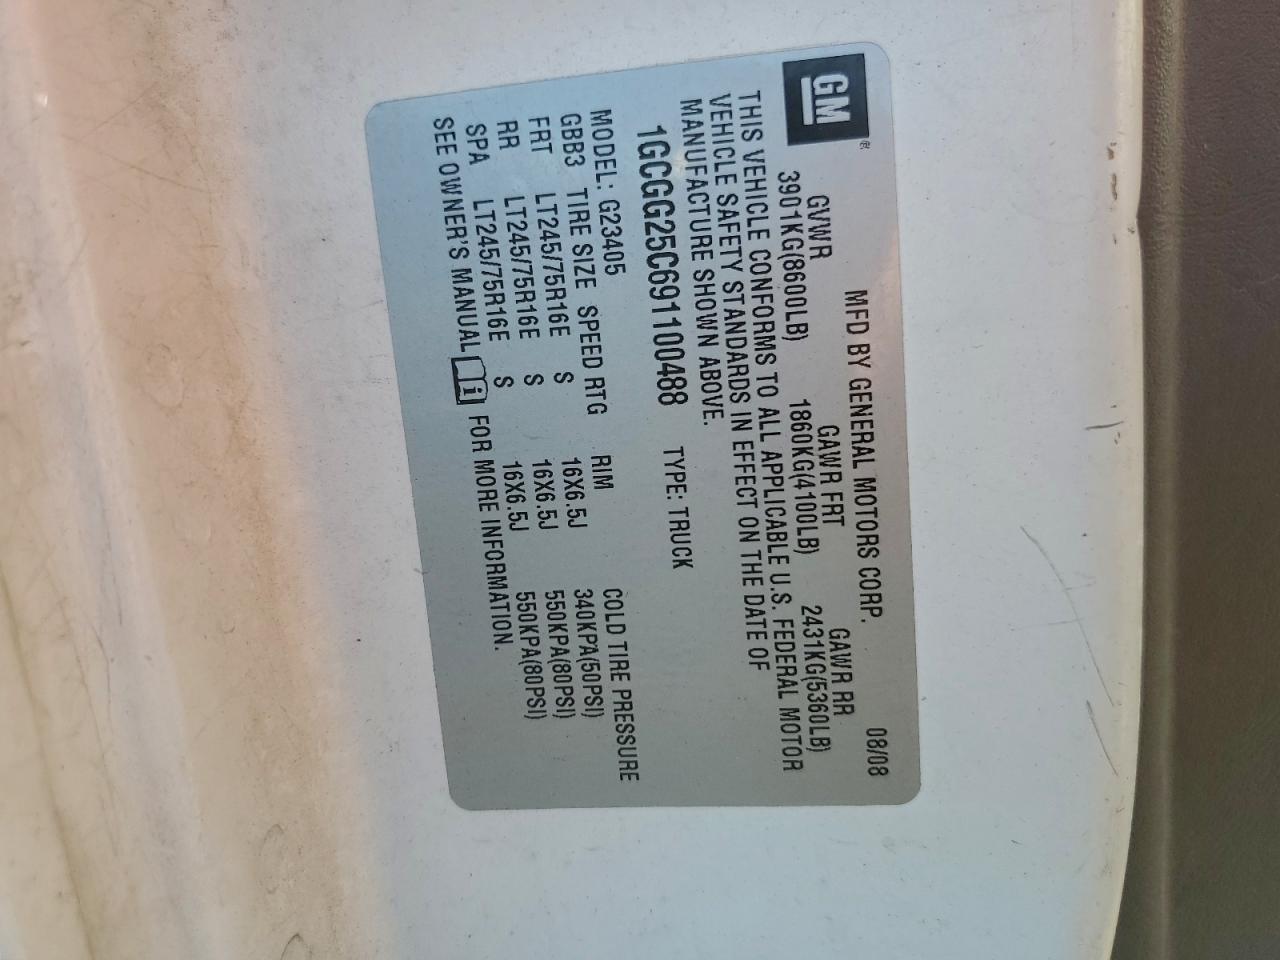 GM ®
MFD BY GENERAL MOTORS CORP. 08/08
GVWR GAWR FRT GAWR RR
3901KG(8600LB) 1860KG(4100LB) 2431KG(5360LB)
THIS VEHICLE CONFORMS TO ALL APPLICABLE U.S. FEDERAL MOTOR
VEHICLE SAFETY STANDARDS IN EFFECT ON THE DATE OF
MANUFACTURE SHOWN ABOVE.
1GCGG25C691100488 TYPE: TRUCK
MODEL: G23405
GBB3 TIRE SIZE SPEED RTG RIM COLD TIRE PRESSURE
FRT LT245/75R16E S 16X6.5J 340KPA(50PSI)
RR LT245/75R16E S 16X6.5J 550KPA(80PSI)
SPA LT245/75R16E S 16X6.5J 550KPA(80PSI)
SEE OWNER'S MANUAL i FOR MORE INFORMATION.